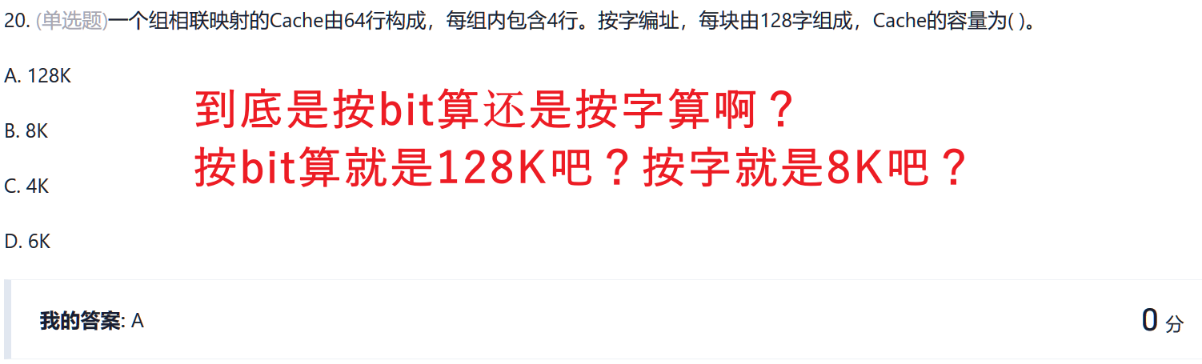 20. (单选题)一个组相联映射的Cache由64行构成，每组内包含4行。按字编址，每块由128字组成，Cache的容量为( )。
A. 128K
到底是按bit算还是按字算啊？
B. 8K
按bit算就是128K吧？按字就是8K吧？
C. 4K
D. 6K
我的答案: A
0 分